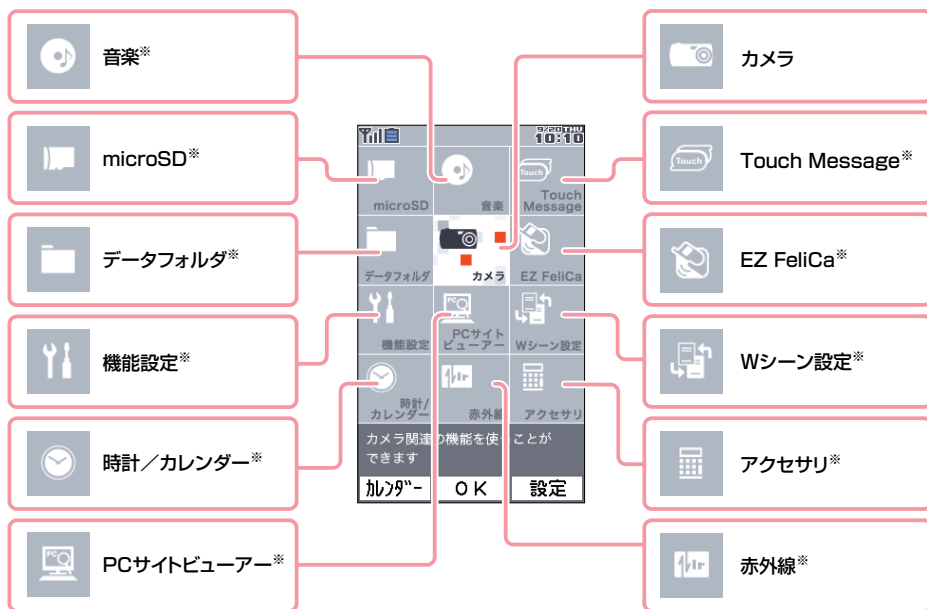 音楽※
microSD※
データフォルダ※
機能設定※
時計／カレンダー※
PCサイトビューアー※
9/20 THU
10:10
microSD
音楽
Touch
Touch
Message
データフォルダ
カメラ
EZ FeliCa
機能設定
PC
PCサイト
ビューアー
Wシーン設定
時計/
カレンダー
赤外線
アクセサリ
カメラ関連の機能を使うことが
できます
ｶﾚﾝﾀﾞｰ
OK
設定
カメラ
Touch
Touch Message※
EZ FeliCa※
Wシーン設定※
アクセサリ※
赤外線※
PC